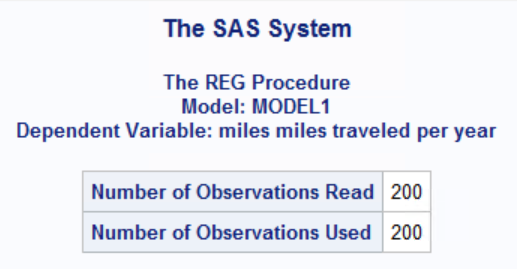 The SAS System
The REG Procedure
Model: MODEL1
Dependent Variable: miles miles traveled per year
Number of Observations Read 200
Number of Observations Used 200